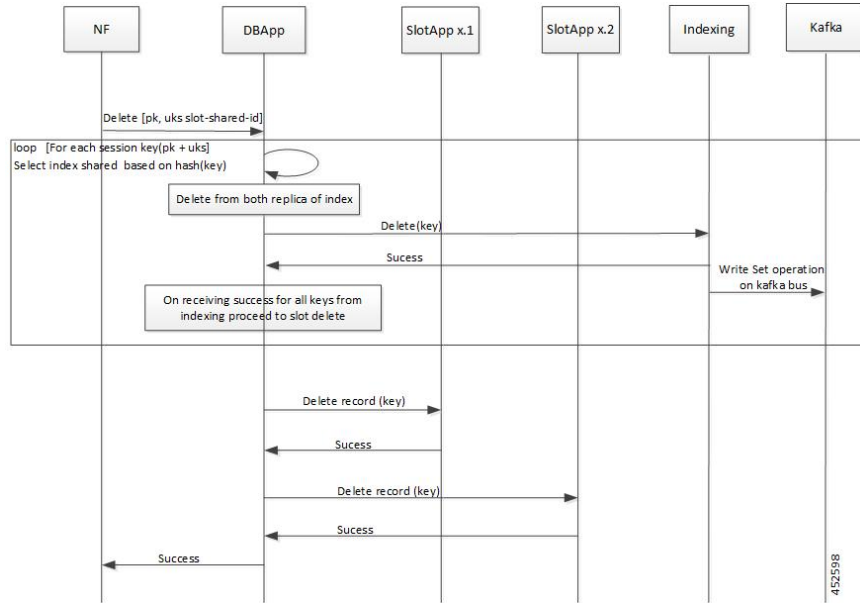 NF
DBApp
SlotApp x.1
SlotApp x.2
Indexing
Kafka
Delete [pk, uks slot-shared-id]
loop [For each session key(pk + uks]
Select index shared based on hash(key)
Delete from both replica of index
Delete(key)
Sucess
Write Set operation
on kafka bus
On receiving success for all keys from
indexing proceed to slot delete
Delete record (key)
Sucess
Delete record (key)
Sucess
Success
452598